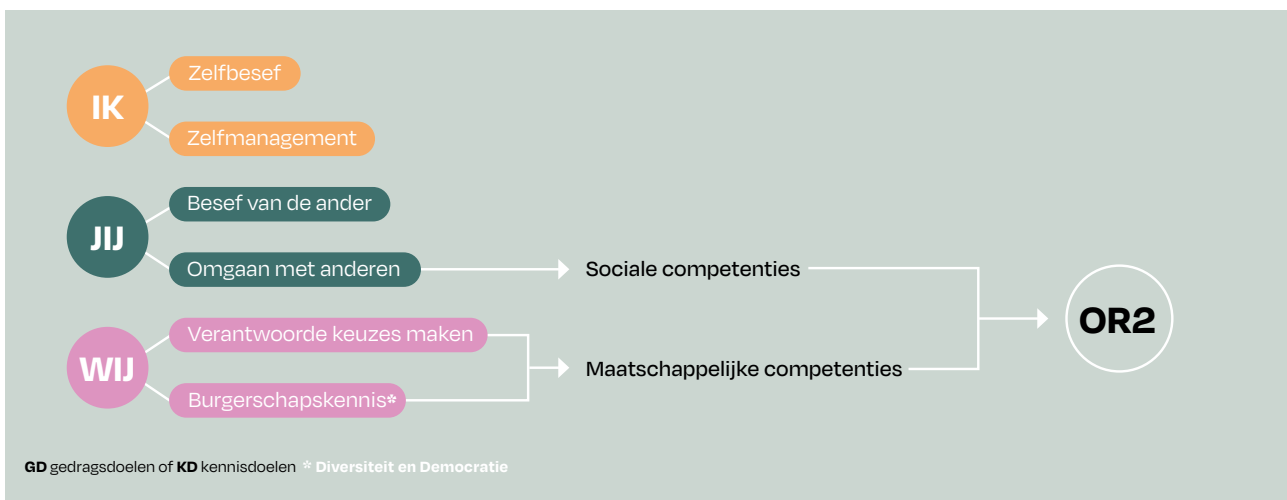 IK
Zelfbesef
Zelfmanagement
JIJ
Besef van de ander
Omgaan met anderen
Sociale competenties
WIJ
Verantwoorde keuzes maken
Burgerschapskennis*
Maatschappelijke competenties
OR2
GD gedragsdoelen of KD kennisdoelen * Diversiteit en Democratie